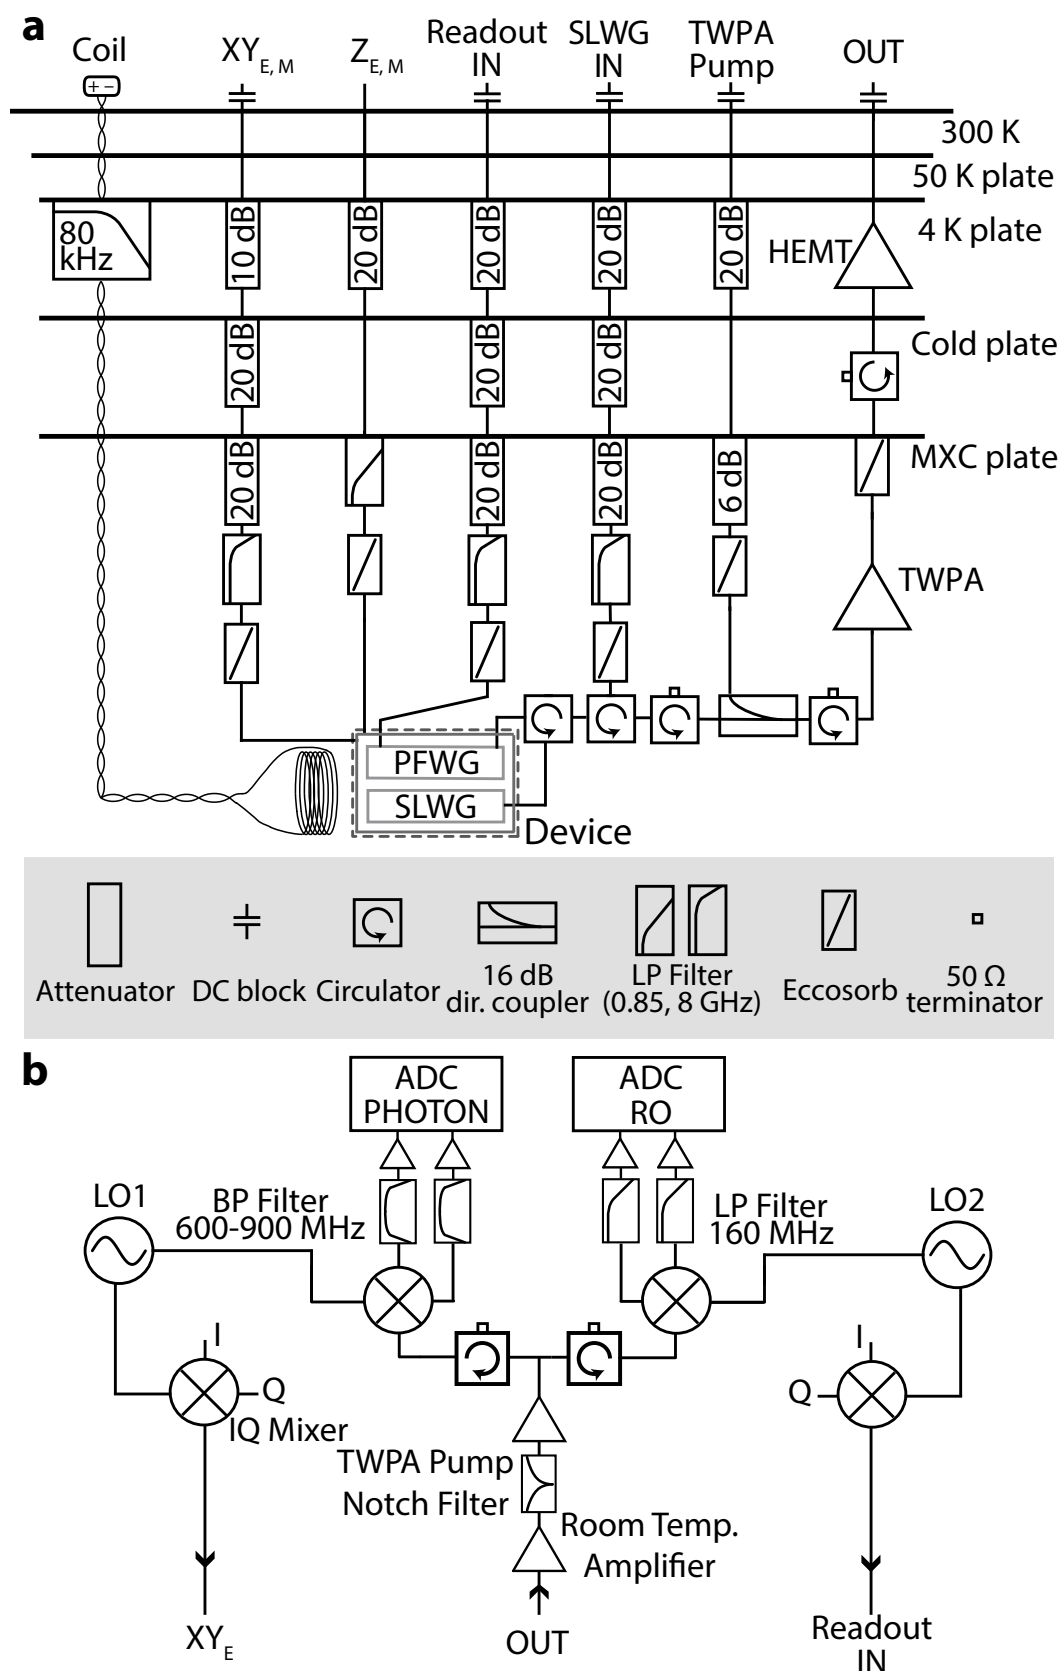 a
Coil
XY E, M
Z E, M
Readout
IN
SLWG
IN
TWPA
Pump
OUT
+ −
300 K
50 K plate
4 K plate
80
kHz
10 dB
20 dB
20 dB
20 dB
20 dB
HEMT
Cold plate
20 dB
20 dB
20 dB
MXC plate
20 dB
20 dB
20 dB
6 dB
TWPA
PFWG
SLWG
Device
Attenuator
DC block
Circulator
16 dB
dir. coupler
LP Filter
(0.85, 8 GHz)
Eccosorb
50 Ω
terminator
b
ADC
PHOTON
ADC
RO
LO1
BP Filter
600-900 MHz
LP Filter
160 MHz
LO2
I
Q
IQ Mixer
I
Q
TWPA Pump
Notch Filter
Room Temp.
Amplifier
XY E
OUT
Readout
IN